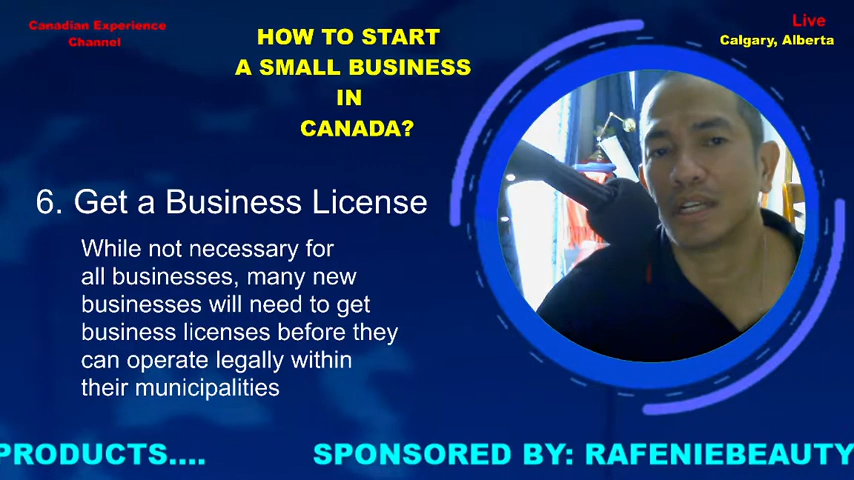 Canadian Experience
Channel
HOW TO START
A SMALL BUSINESS
IN
CANADA?
Live
Calgary, Alberta
6. Get a Business License
While not necessary for
all businesses, many new
businesses will need to get
business licenses before they
can operate legally within
their municipalities
PRODUCTS.... SPONSORED BY: RAFENIEBEAUTY